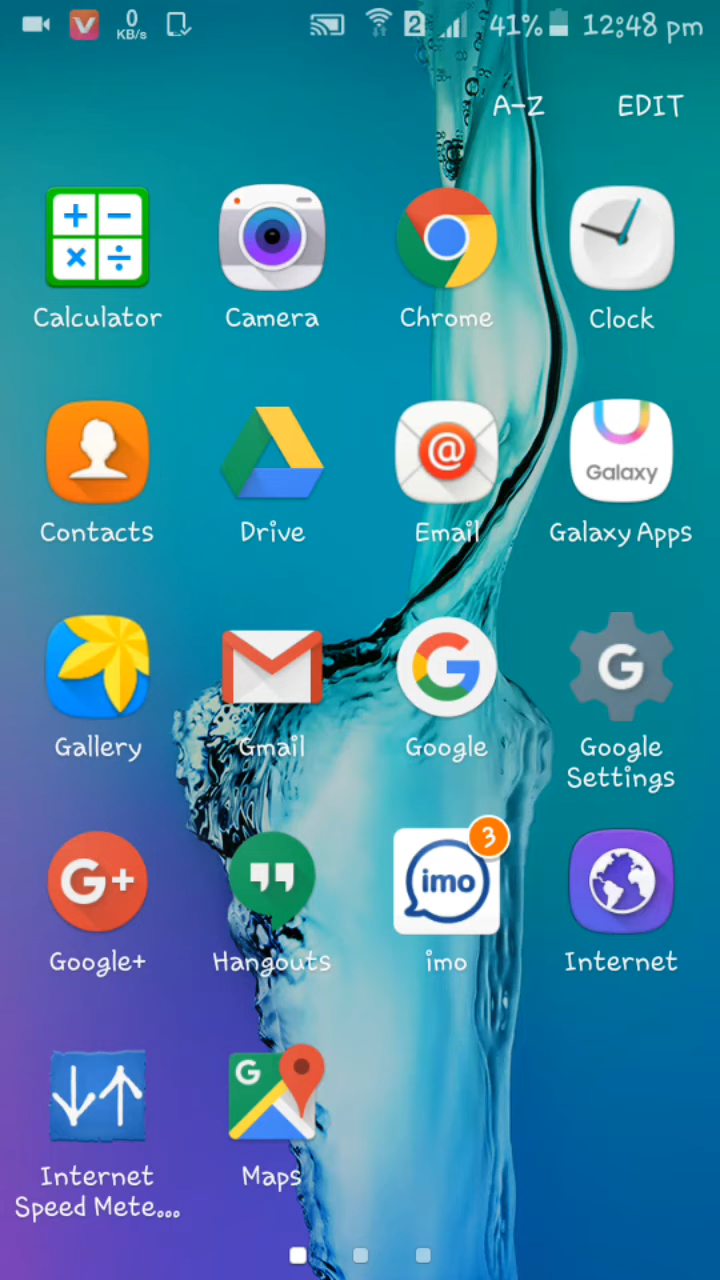 0
KB/s
2
41%
12:48 pm
A-Z
EDIT
Calculator
Camera
Chrome
Clock
Contacts
Drive
Email
Galaxy
Galaxy Apps
Gallery
Gmail
Google
G
Google
Settings
G+
Google+
Hangouts
3
imo
imo
Internet
Internet
Speed Mete...
G
Maps